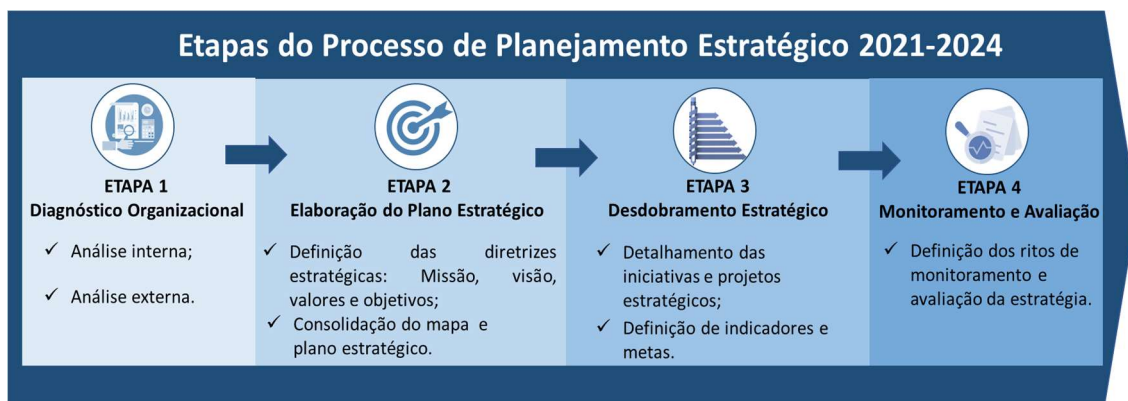 Etapas do Processo de Planejamento Estratégico 2021-2024
ETAPA 1
Diagnóstico Organizacional
✓ Análise interna;
✓ Análise externa.
ETAPA 2
Elaboração do Plano Estratégico
✓ Definição das diretrizes
estratégicas: Missão, visão,
valores e objetivos;
✓ Consolidação do mapa e
plano estratégico.
ETAPA 3
Desdobramento Estratégico
✓ Detalhamento das
iniciativas e projetos
estratégicos;
✓ Definição de indicadores e
metas.
ETAPA 4
Monitoramento e Avaliação
✓ Definição dos ritos de
monitoramento e
avaliação da estratégia.